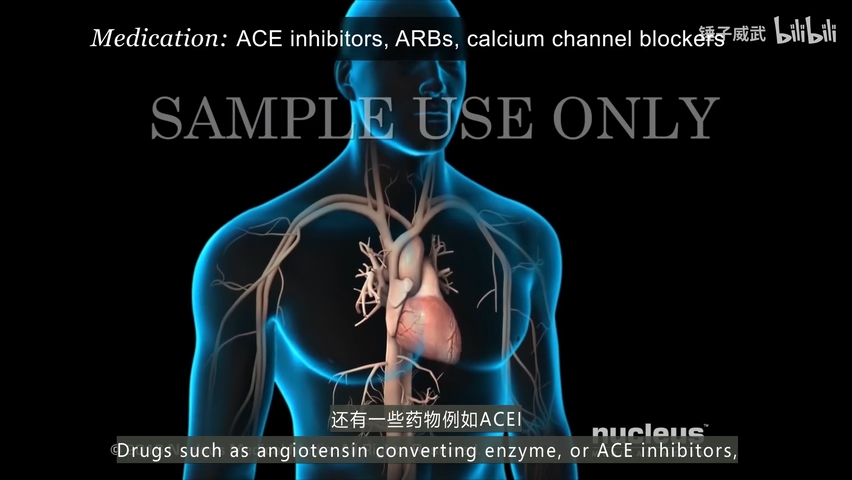 Medication: ACE inhibitors, ARBs, calcium channel blockers
锤子威武 bilibili
SAMPLE USE ONLY
还有一些药物例如ACEI
nucleus™
Drugs such as angiotensin converting enzyme, or ACE inhibitors,